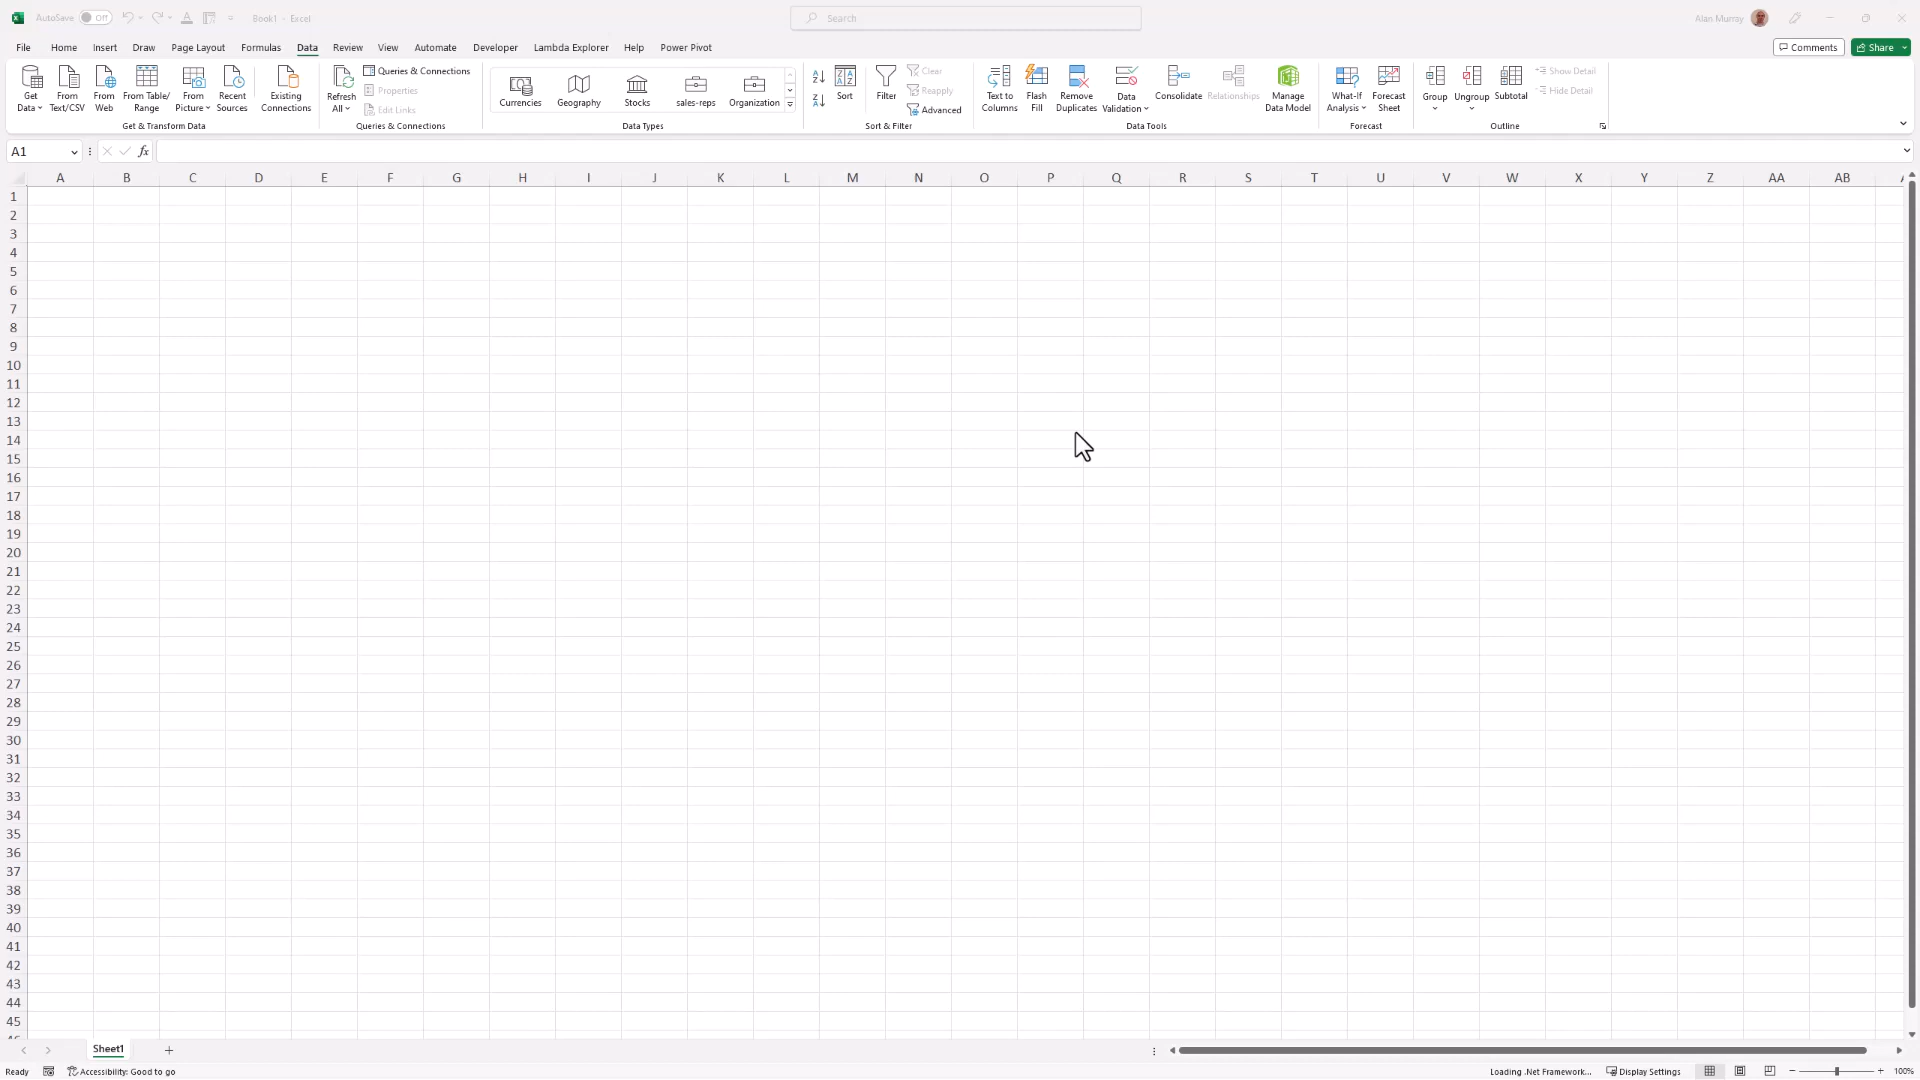 AutoSave Off Book1 - Excel Search Alan Murray
File Home Insert Draw Page Layout Formulas Data Review View Automate Developer Lambda Explorer Help Power Pivot Comments Share
Get Data
From Text/CSV
From Web
From Table/ Range
From Picture
Recent Sources
Existing Connections
Get & Transform Data
Refresh All
Queries & Connections
Properties
Edit Links
Queries & Connections
Currencies Geography Stocks sales-reps Organization
Data Types
Sort
Filter
Clear
Reapply
Advanced
Sort & Filter
Text to Columns
Flash Fill
Remove Duplicates
Data Validation
Consolidate
Relationships
Manage Data Model
Data Tools
What-If Analysis
Forecast Sheet
Forecast
Group
Ungroup
Subtotal
Show Detail
Hide Detail
Outline
A1 fx
A B C D E F G H I J K L M N O P Q R S T U V W X Y Z AA AB
1
2
3
4
5
6
7
8
9
10
11
12
13
14
15
16
17
18
19
20
21
22
23
24
25
26
27
28
29
30
31
32
33
34
35
36
37
38
39
40
41
42
43
44
45
Sheet1
Ready Accessibility: Good to go Loading .Net Framework... Display Settings 100%